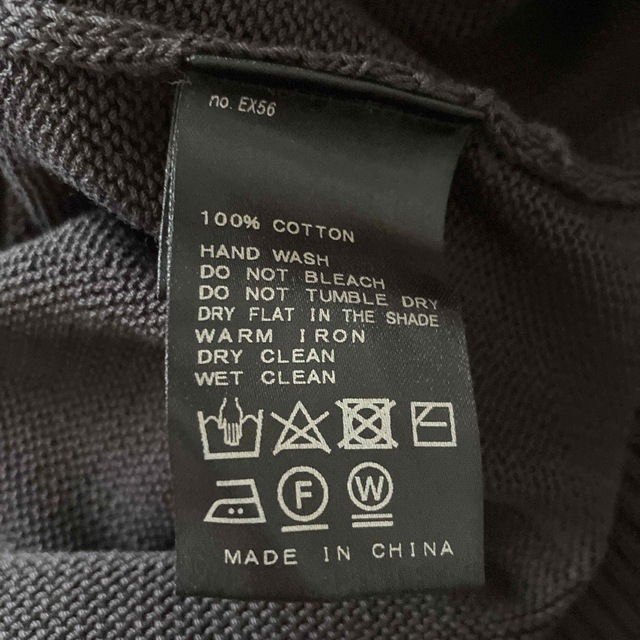 no. EX56
100% COTTON
HAND WASH
DO NOT BLEACH
DO NOT TUMBLE DRY
DRY FLAT IN THE SHADE
WARM IRON
DRY CLEAN
WET CLEAN
F W
MADE IN CHINA